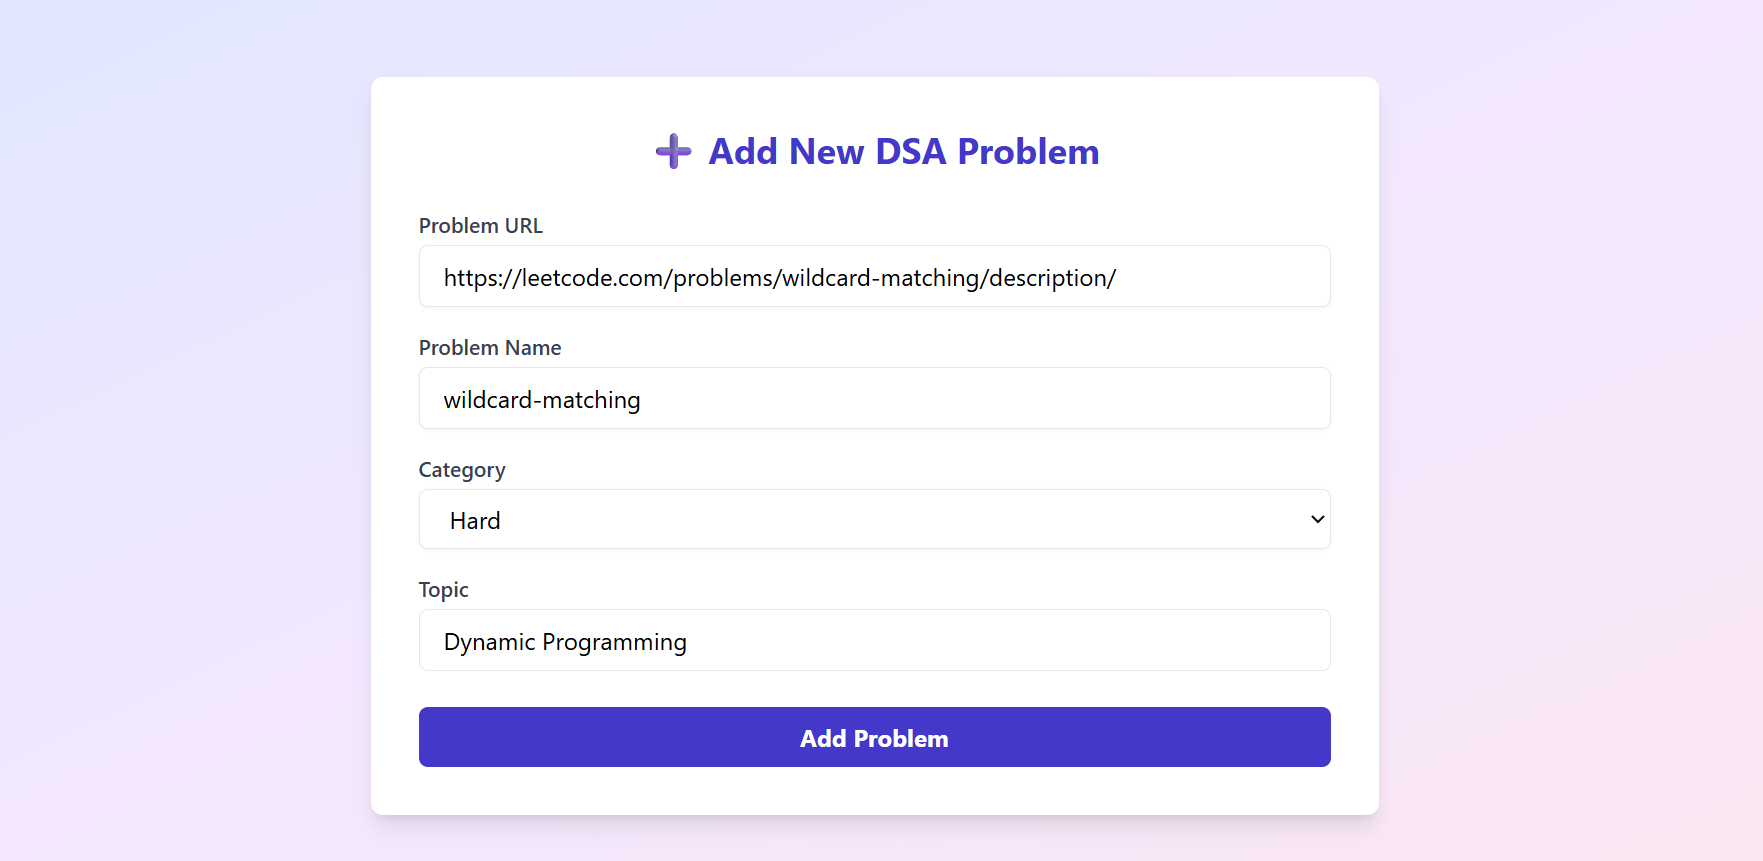 Add New DSA Problem
Problem URL
https://leetcode.com/problems/wildcard-matching/description/
Problem Name
wildcard-matching
Category
Hard
Topic
Dynamic Programming
Add Problem